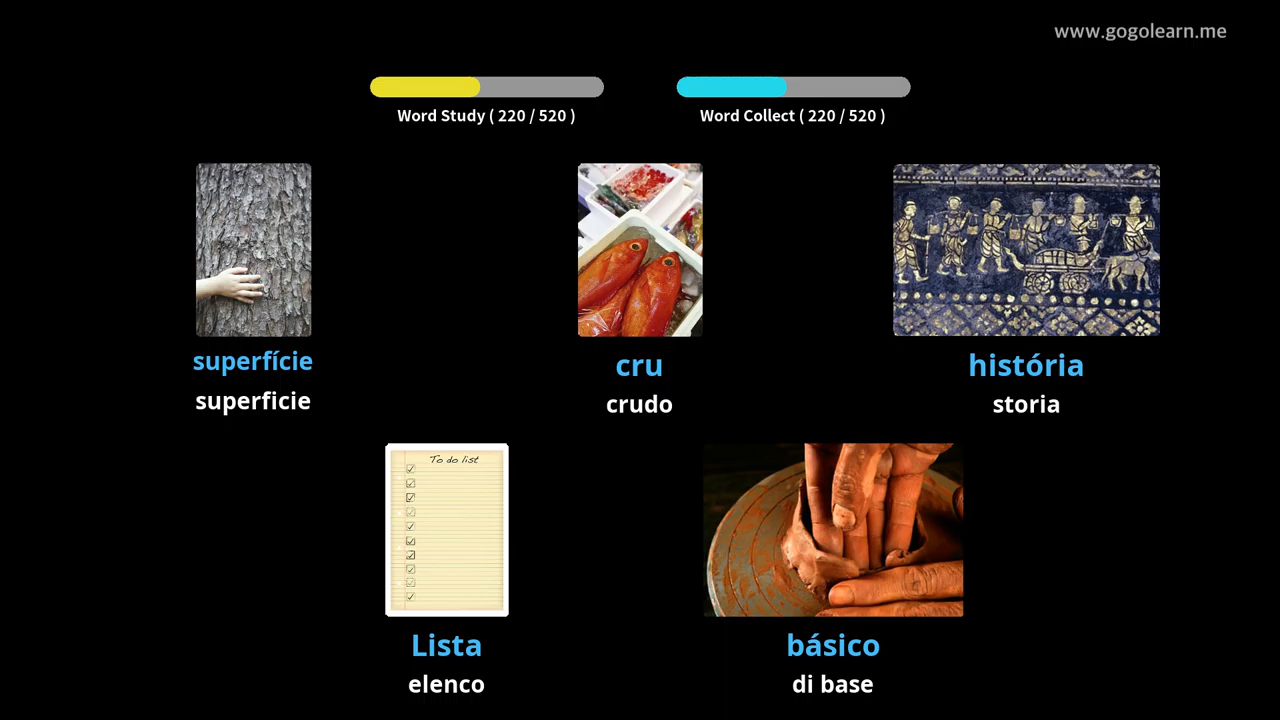 www.gogolearn.me
Word Study ( 220 / 520 )
Word Collect ( 220 / 520 )
superfície
superficie
cru
crudo
história
storia
To do list
Lista
elenco
básico
di base